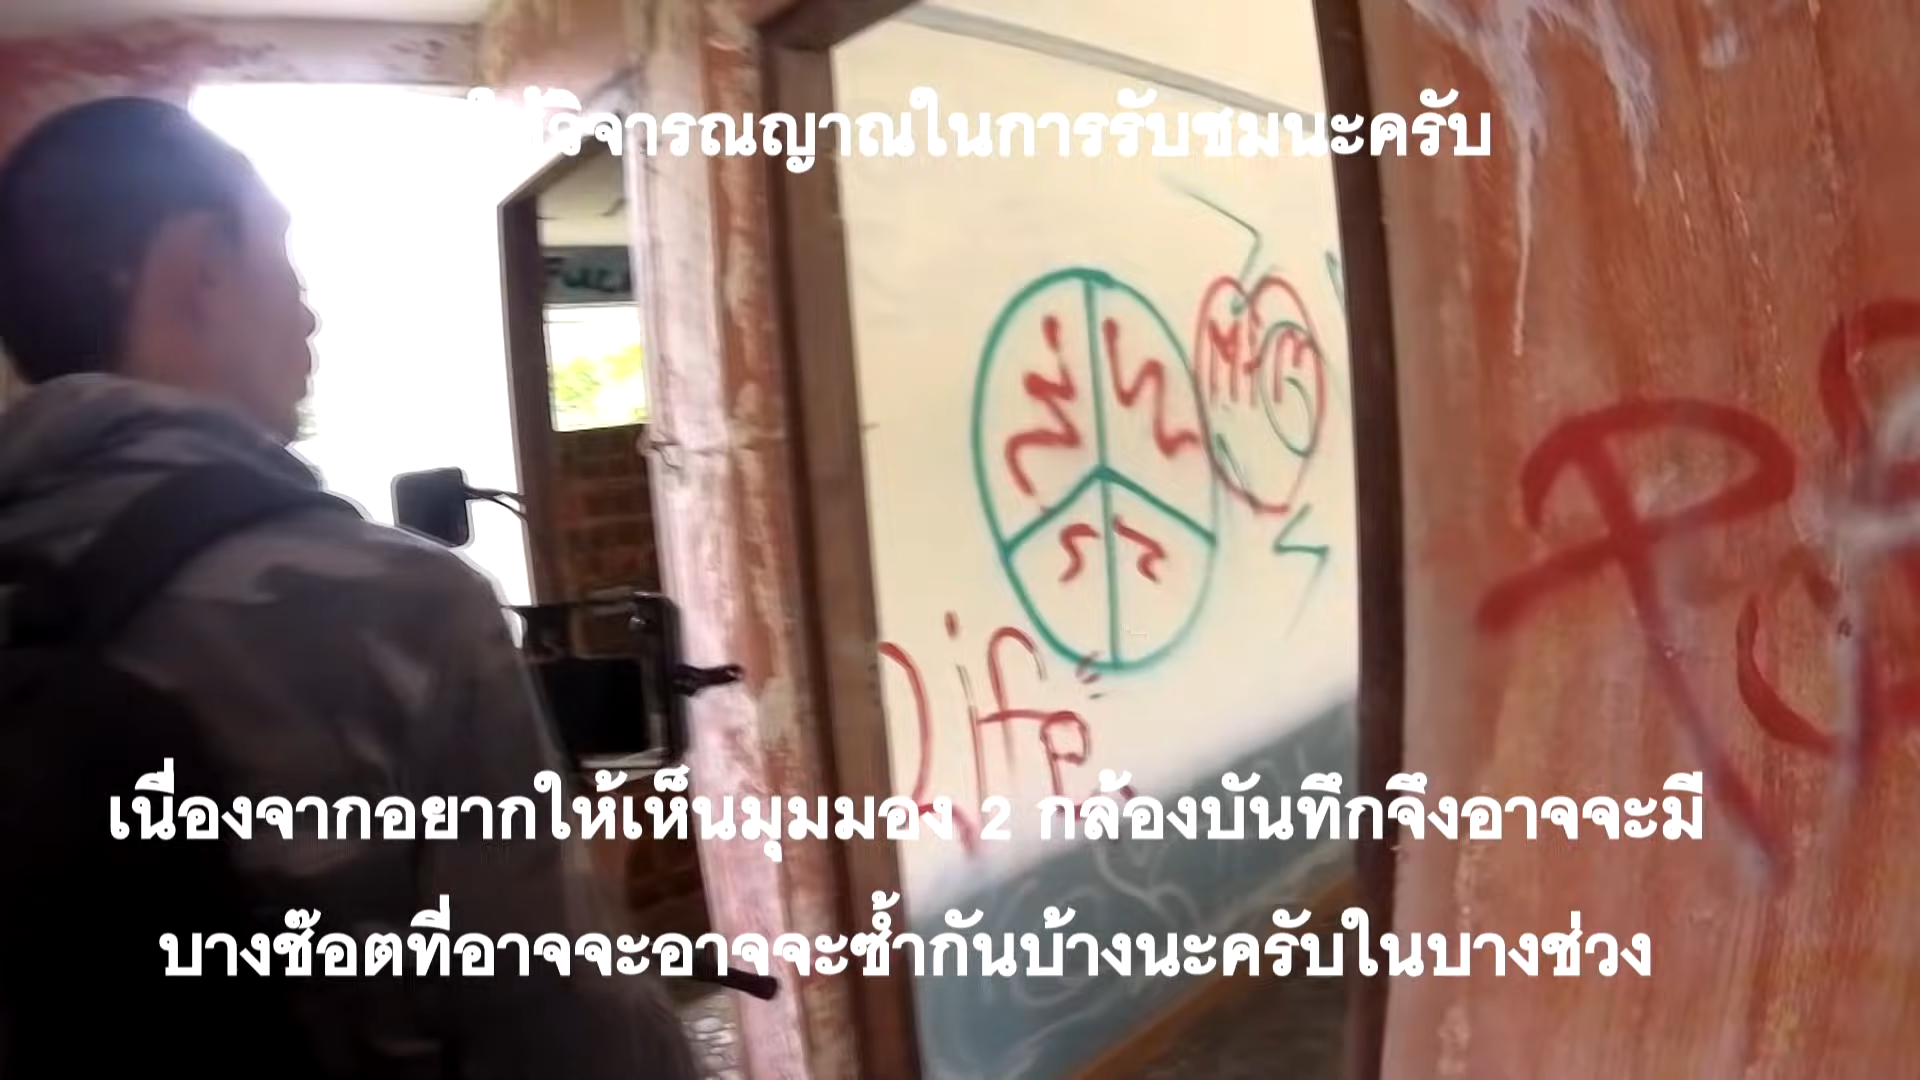 ใช้วิจารณญาณในการรับชมนะครับ
Life
เนื่องจากอยากให้เห็นมุมมอง 2 กล้องบันทึกจึงอาจจะมี
บางช๊อตที่อาจจะอาจจะซ้ำกันบ้างนะครับในบางช่วง